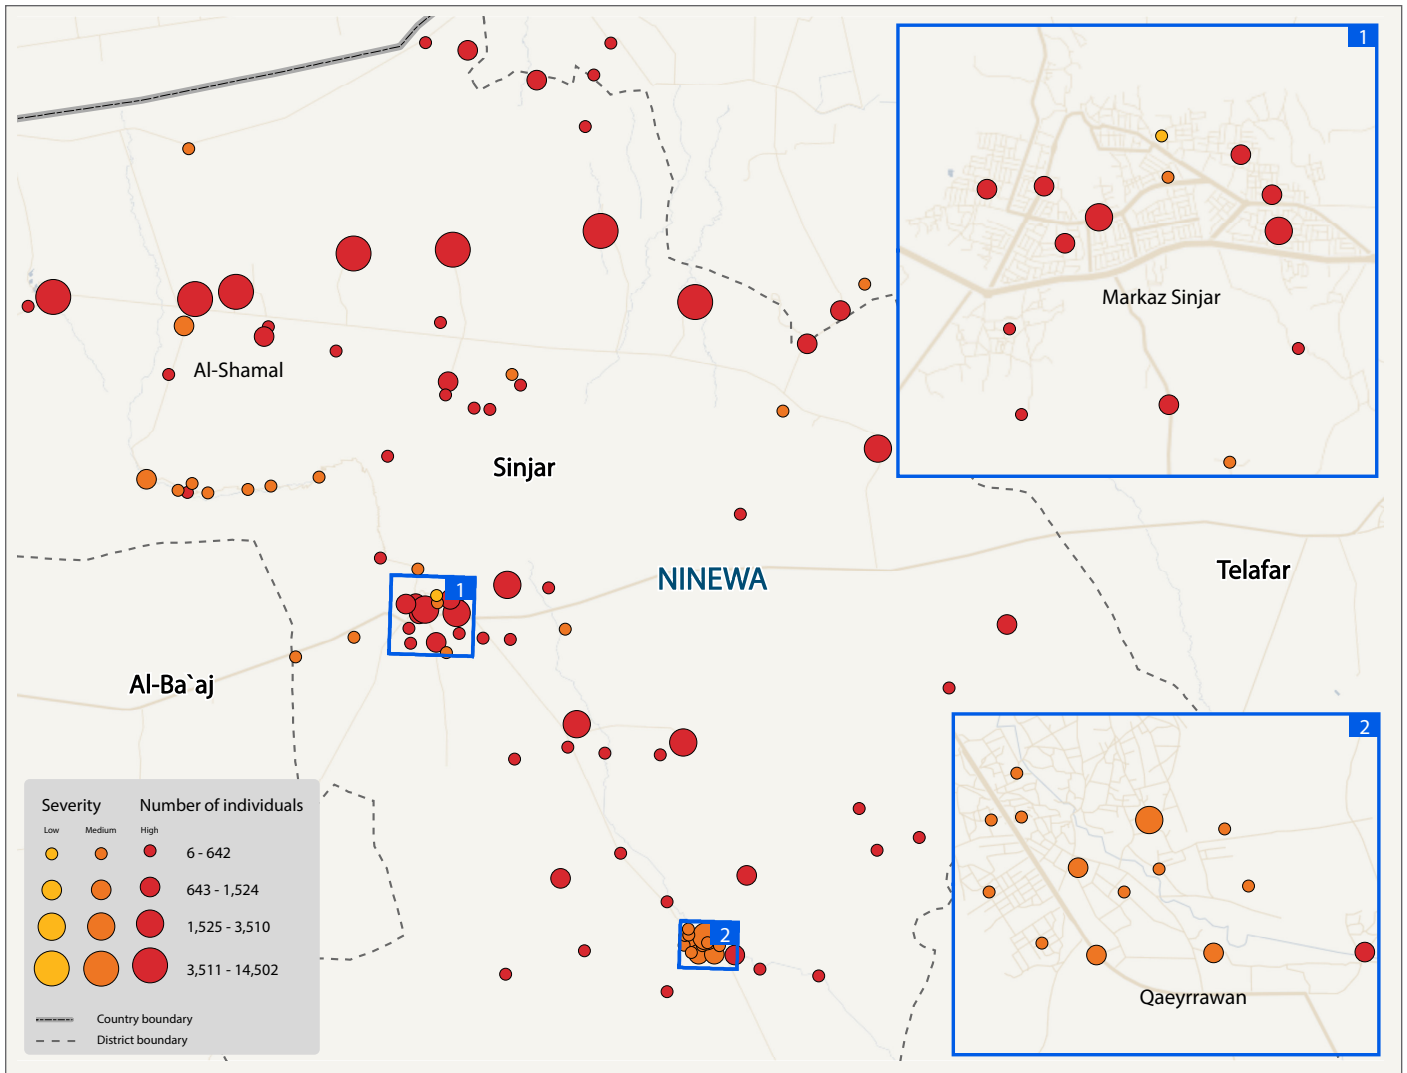 1
Markaz Sinjar
Al-Shamal
Sinjar
NINEWA
Telafar
1
Al-Ba`aj
2
Qaeyrrawan
2
Severity
Number of individuals
Low
Medium
High
6 - 642
643 - 1,524
1,525 - 3,510
3,511 - 14,502
Country boundary
District boundary